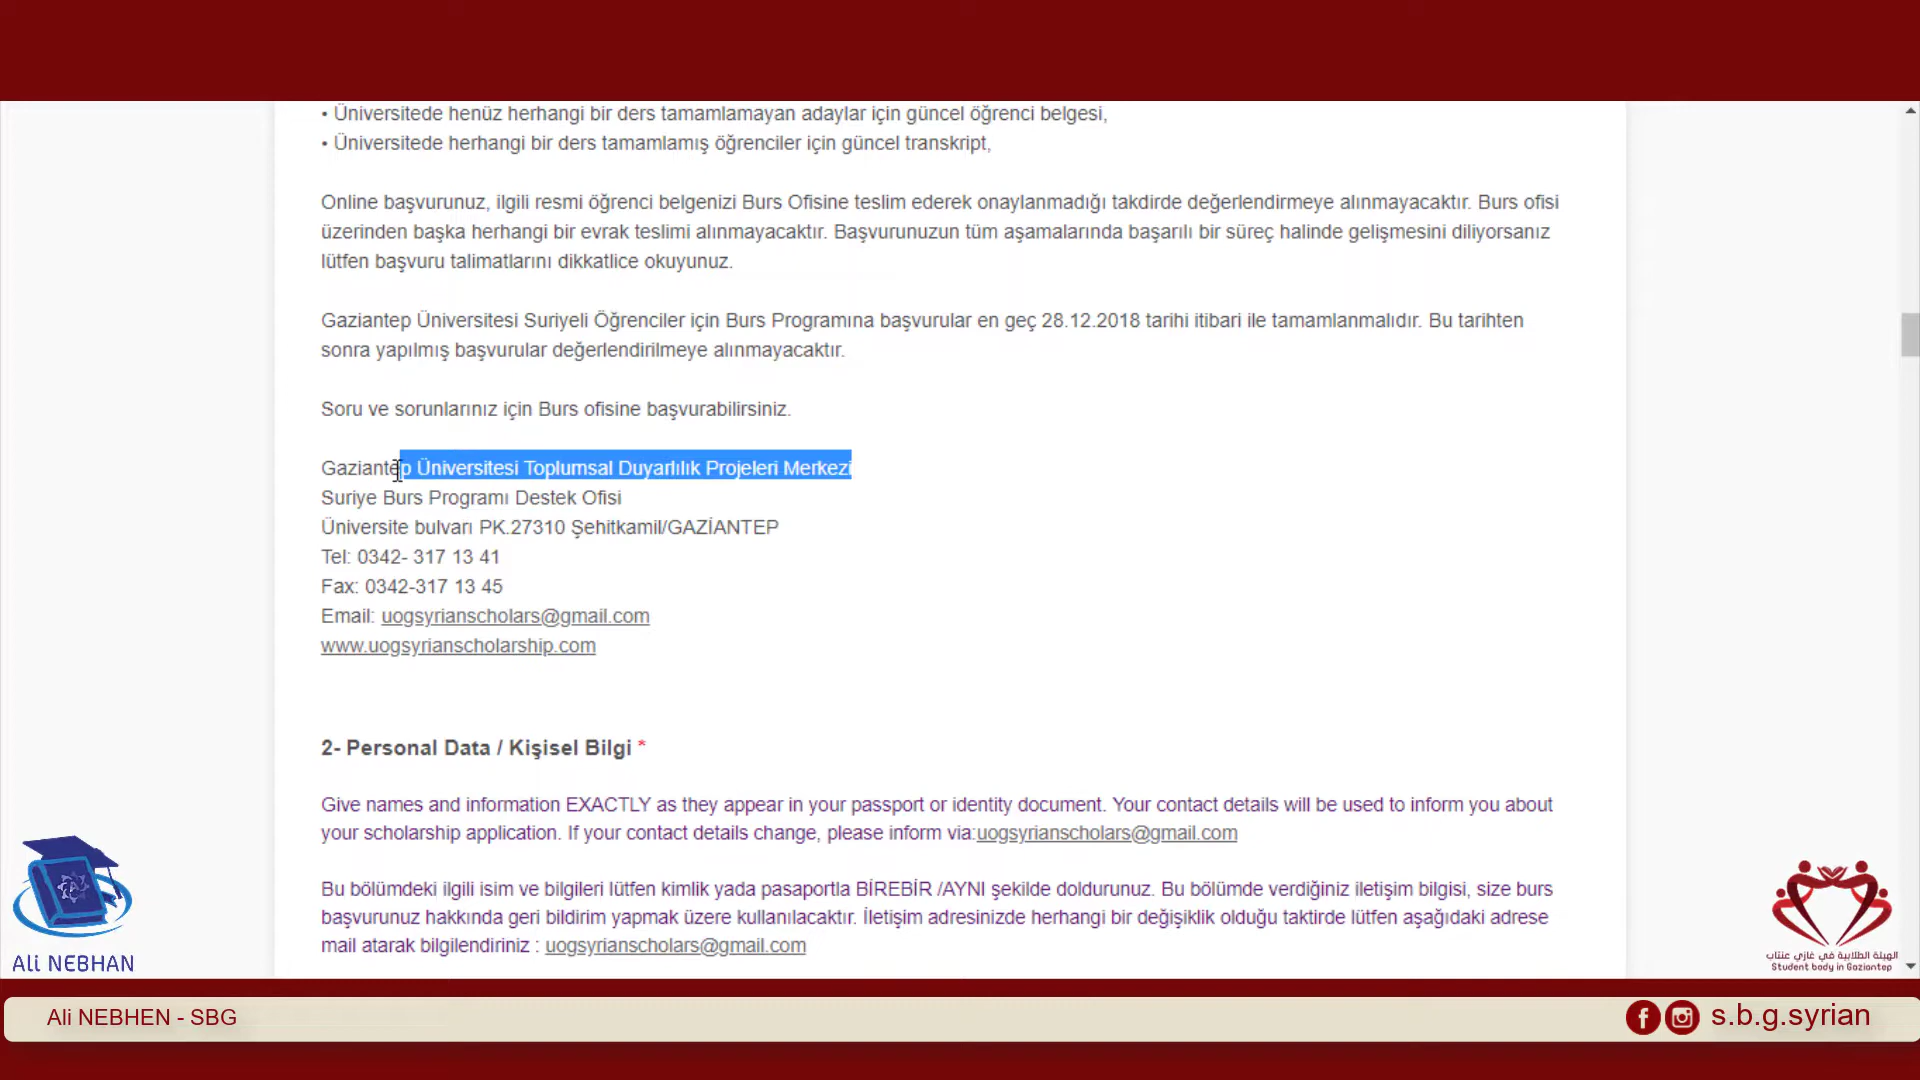 • Üniversitede henüz herhangi bir ders tamamlamayan adaylar için güncel öğrenci belgesi,
• Üniversitede herhangi bir ders tamamlamış öğrenciler için güncel transkript,
Online başvurunuz, ilgili resmi öğrenci belgenizi Burs Ofisine teslim ederek onaylanmadığı takdirde değerlendirmeye alınmayacaktır. Burs ofisi
üzerinden başka herhangi bir evrak teslimi alınmayacaktır. Başvurunuzun tüm aşamalarında başarılı bir süreç halinde gelişmesini diliyorsanız
lütfen başvuru talimatlarını dikkatlice okuyunuz.
Gaziantep Üniversitesi Suriyeli Öğrenciler için Burs Programına başvurular en geç 28.12.2018 tarihi itibari ile tamamlanmalıdır. Bu tarihten
sonra yapılmış başvurular değerlendirilmeye alınmayacaktır.
Soru ve sorunlarınız için Burs ofisine başvurabilirsiniz.
Gaziantep Üniversitesi Toplumsal Duyarlılık Projeleri Merkezi
Suriye Burs Programı Destek Ofisi
Üniversite bulvarı PK.27310 Şehitkamil/GAZİANTEP
Tel: 0342- 317 13 41
Fax: 0342-317 13 45
Email: uogsyrianscholars@gmail.com
www.uogsyrianscholarship.com
2- Personal Data / Kişisel Bilgi *
Give names and information EXACTLY as they appear in your passport or identity document. Your contact details will be used to inform you about
your scholarship application. If your contact details change, please inform via:uogsyrianscholars@gmail.com
Bu bölümdeki ilgili isim ve bilgileri lütfen kimlik yada pasaportla BİREBİR /AYNI şekilde doldurunuz. Bu bölümde verdiğiniz iletişim bilgisi, size burs
başvurunuz hakkında geri bildirim yapmak üzere kullanılacaktır. İletişim adresinizde herhangi bir değişiklik olduğu taktirde lütfen aşağıdaki adrese
mail atarak bilgilendiriniz : uogsyrianscholars@gmail.com
Ali NEBHAN
الهيئة الطلابية في غازي عنتاب
Student body in Gaziantep
Ali NEBHEN - SBG
s.b.g.syrian